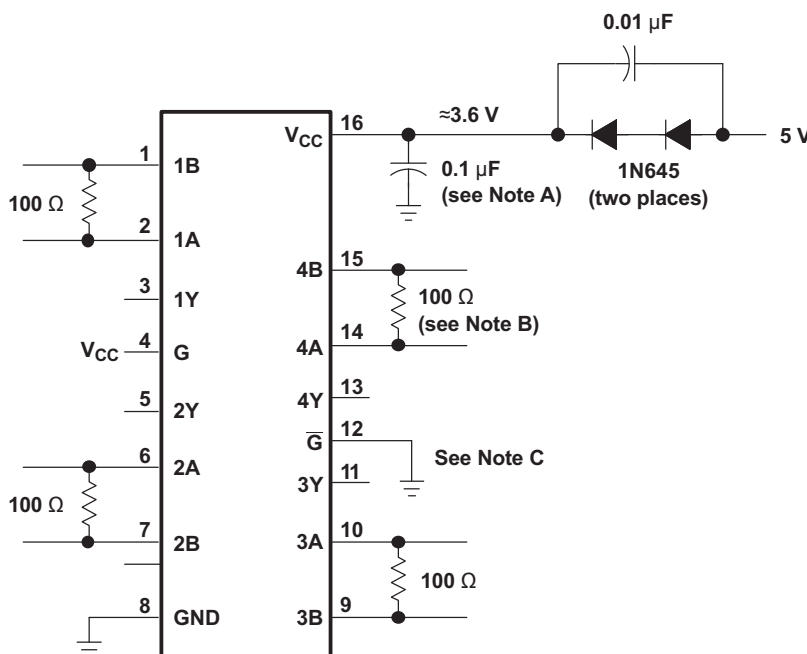 0.01 µF
VCC
16
≈3.6 V
5 V
1N645
(two places)
0.1 µF
(see Note A)
1
1B
100 Ω
2
1A
3
1Y
VCC
4
G
5
2Y
6
2A
100 Ω
7
2B
8
GND
4B
15
100 Ω
(see Note B)
4A
14
4Y
13
G̅
12
See Note C
3Y
11
3A
10
100 Ω
3B
9